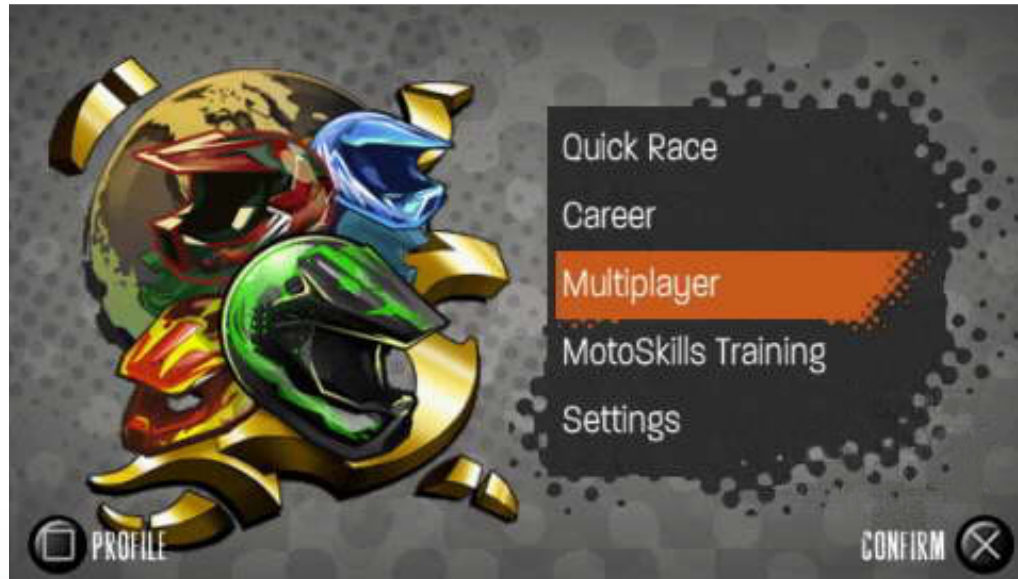 Quick Race
Career
Multiplayer
MotoSkills Training
Settings
PROFILE
CONFIRM